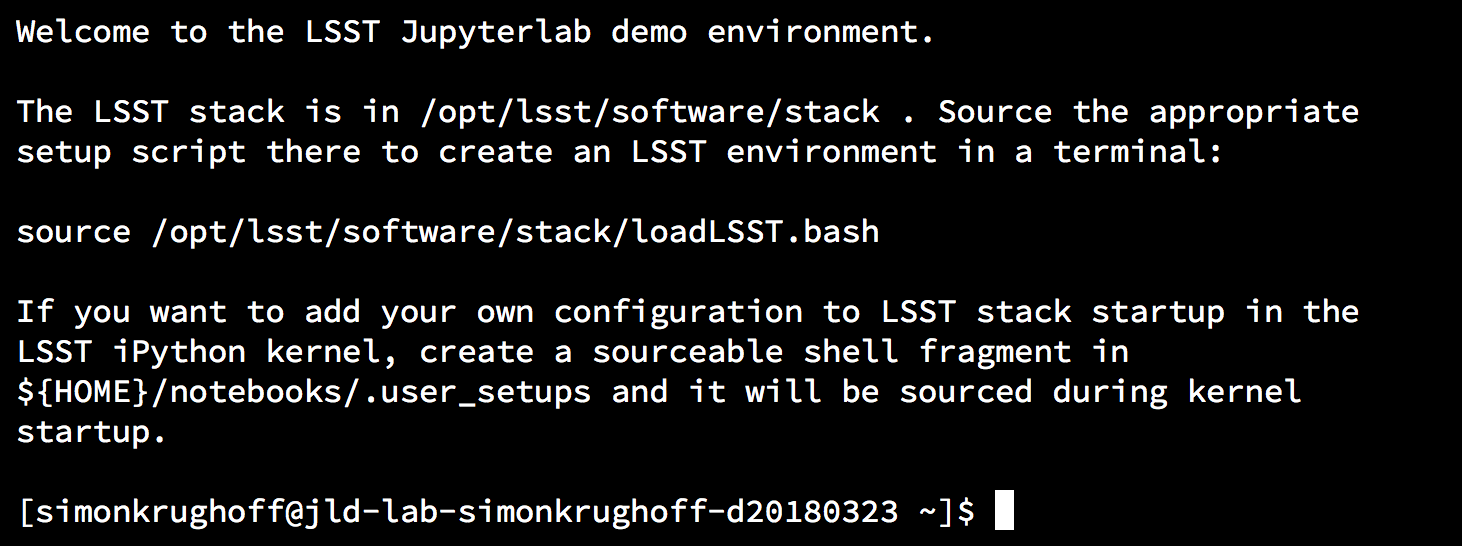 Welcome to the LSST Jupyterlab demo environment.
The LSST stack is in /opt/lsst/software/stack . Source the appropriate
setup script there to create an LSST environment in a terminal:
source /opt/lsst/software/stack/loadLSST.bash
If you want to add your own configuration to LSST stack startup in the
LSST iPython kernel, create a sourceable shell fragment in
${HOME}/notebooks/.user_setups and it will be sourced during kernel
startup.
[simonkrughoff@jld-lab-simonkrughoff-d20180323 ~]$